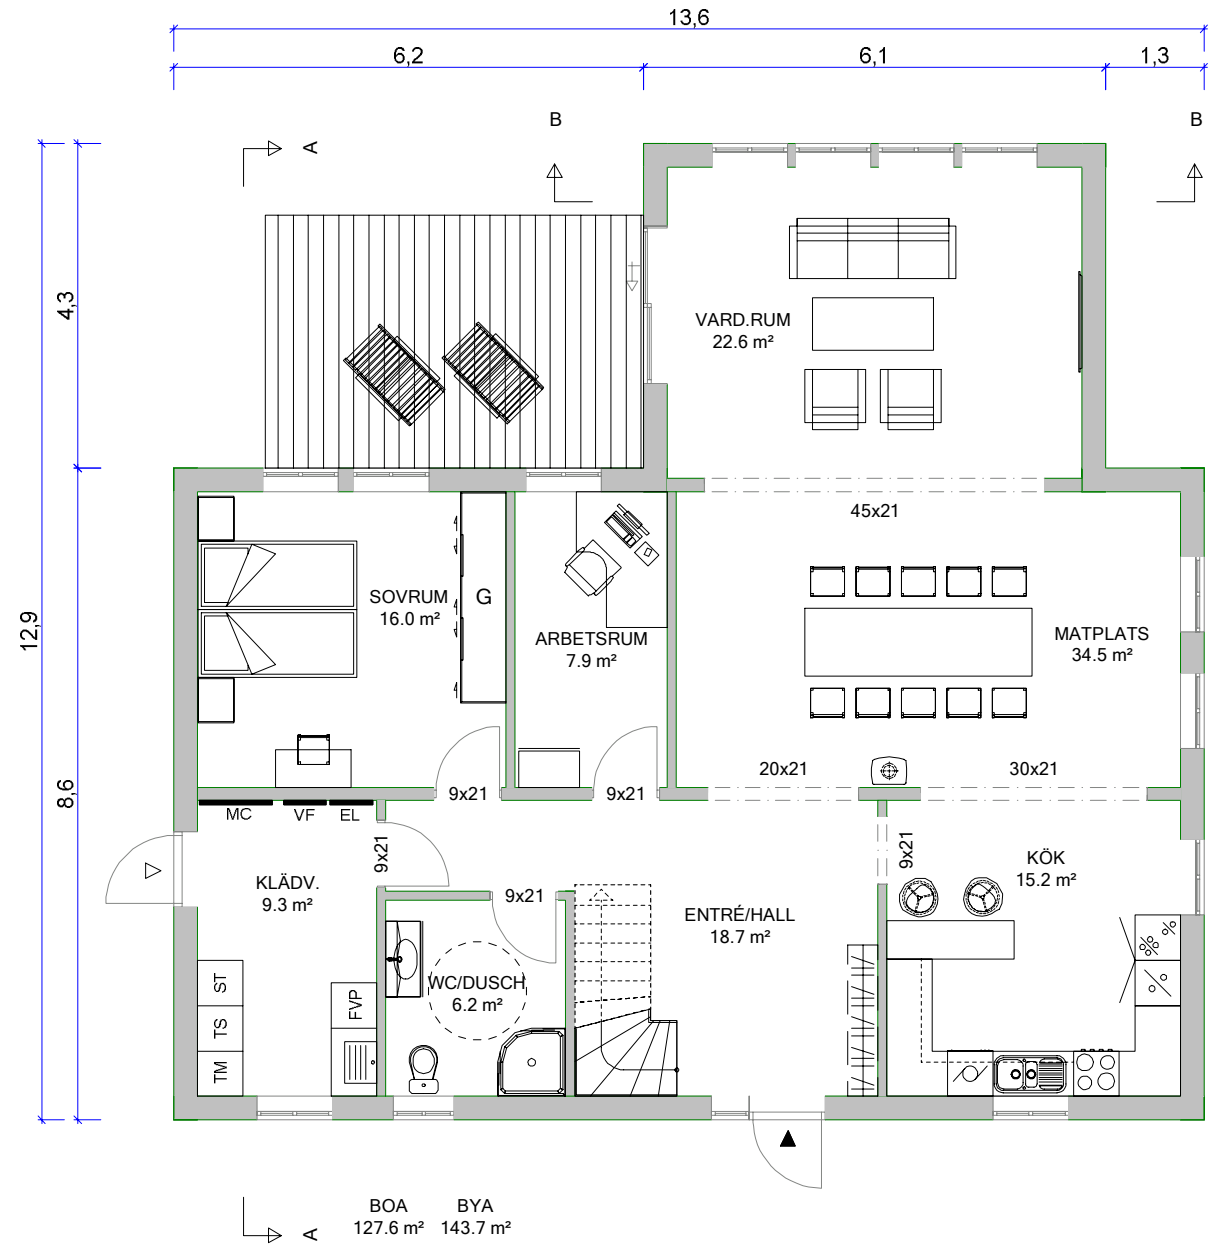 13,6
6,2
6,1
1,3
B
B
A
4,3
VARD.RUM
22.6 m²
45x21
12,9
SOVRUM
16.0 m²
G
ARBETSRUM
7.9 m²
MATPLATS
34.5 m²
8,6
9x21
9x21
20x21
30x21
MC
VF
EL
9x21
9x21
KÖK
15.2 m²
KLÄDV.
9.3 m²
9x21
ENTRÉ/HALL
18.7 m²
ST
TS
TM
FVP
WC/DUSCH
6.2 m²
A
BOA
127.6 m²
BYA
143.7 m²